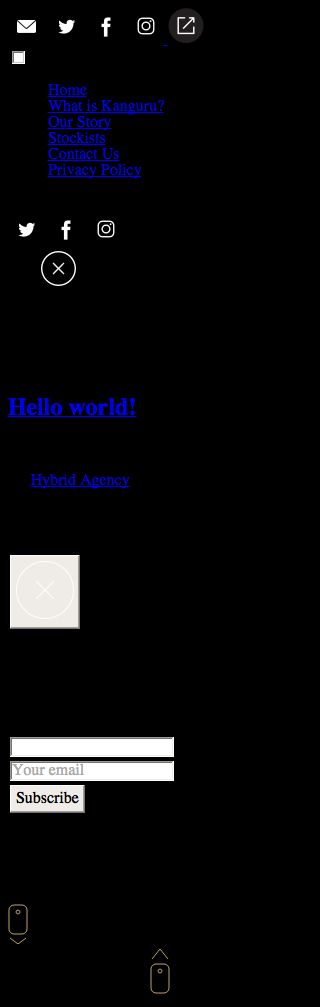 Home
What is Kanguru?
Our Story
Stockists
Contact Us
Privacy Policy
Hello world!
Hybrid Agency
Your email
Subscribe